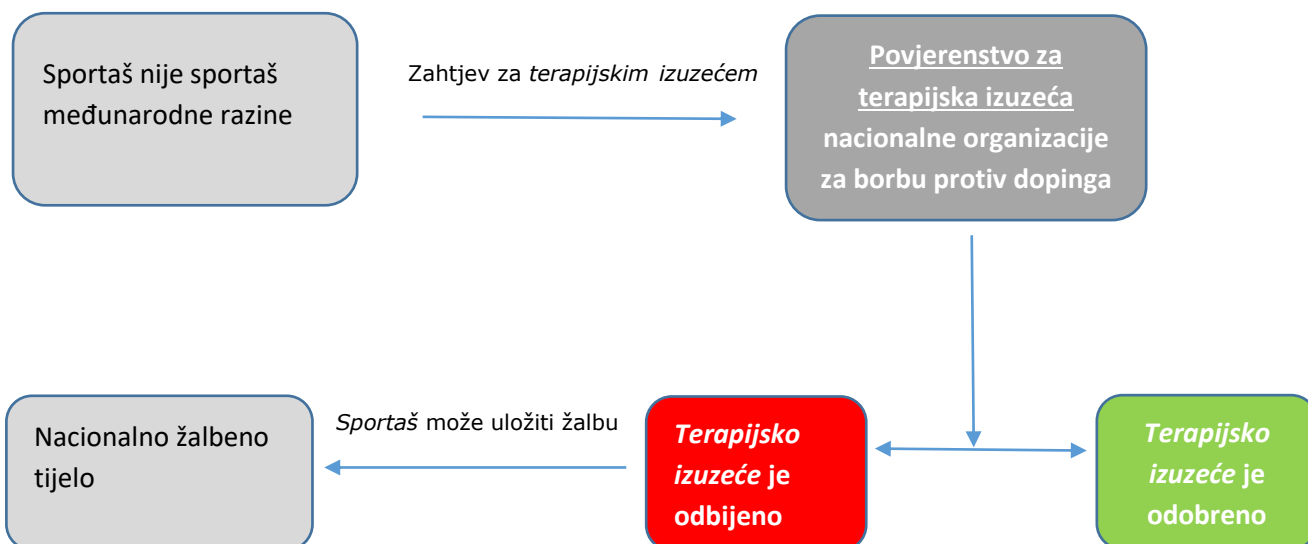 Sportaš nije sportaš
međunarodne razine
Zahtjev za terapijskim izuzećem
Povjerenstvo za
terapijska izuzeća
nacionalne organizacije
za borbu protiv dopinga
Nacionalno žalbeno
tijelo
Sportaš može uložiti žalbu
Terapijsko
izuzeće je
odbijeno
Terapijsko
izuzeće je
odobreno